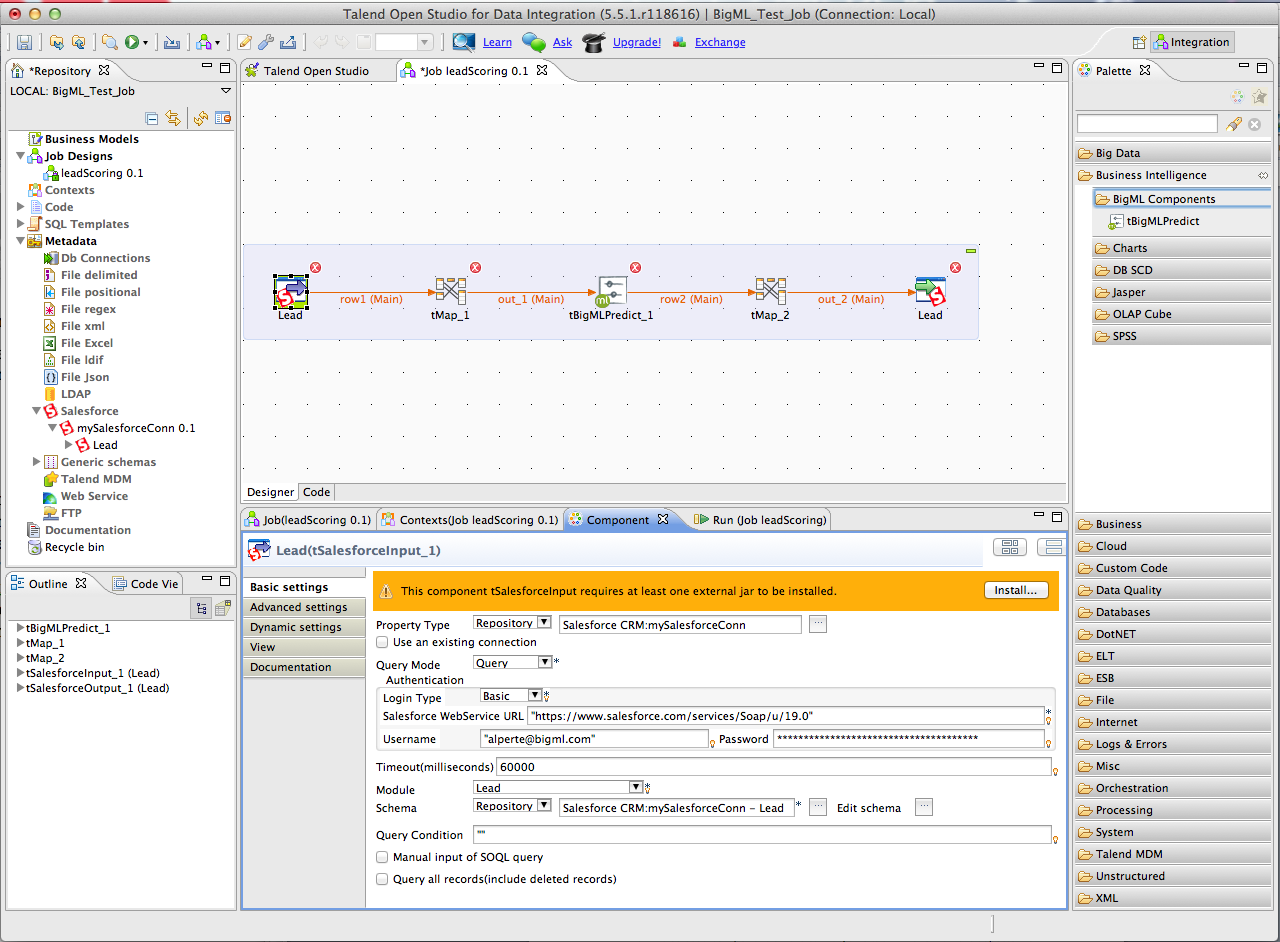 Talend Open Studio for Data Integration (5.5.1.r118616) | BigML_Test_Job (Connection: Local)
Learn Ask Upgrade! Exchange Integration
*Repository
LOCAL: BigML_Test_Job
Business Models
Job Designs
leadScoring 0.1
Contexts
Code
SQL Templates
Metadata
Db Connections
File delimited
File positional
File regex
File xml
File Excel
File ldif
File Json
LDAP
Salesforce
mySalesforceConn 0.1
Lead
Generic schemas
Talend MDM
Web Service
FTP
Documentation
Recycle bin
Outline Code Vie
tBigMLPredict_1
tMap_1
tMap_2
tSalesforceInput_1 (Lead)
tSalesforceOutput_1 (Lead)
Talend Open Studio *Job leadScoring 0.1
row1 (Main) out_1 (Main) row2 (Main) out_2 (Main)
Lead tMap_1 tBigMLPredict_1 tMap_2 Lead
Designer Code
Job(leadScoring 0.1) Contexts(Job leadScoring 0.1) Component Run (Job leadScoring)
Lead(tSalesforceInput_1)
Basic settings
Advanced settings
Dynamic settings
View
Documentation
This component tSalesforceInput requires at least one external jar to be installed. Install...
Property Type Repository Salesforce CRM:mySalesforceConn ...
Use an existing connection
Query Mode Query *
Authentication
Login Type Basic *
Salesforce WebService URL "https://www.salesforce.com/services/Soap/u/19.0" *
Username "alperte@bigml.com" Password **************************************
Timeout(milliseconds) 60000
Module Lead *
Schema Repository Salesforce CRM:mySalesforceConn - Lead * ... Edit schema ...
Query Condition ""
Manual input of SOQL query
Query all records(include deleted records)
Palette
Big Data
Business Intelligence
BigML Components
tBigMLPredict
Charts
DB SCD
Jasper
OLAP Cube
SPSS
Business
Cloud
Custom Code
Data Quality
Databases
DotNET
ELT
ESB
File
Internet
Logs & Errors
Misc
Orchestration
Processing
System
Talend MDM
Unstructured
XML